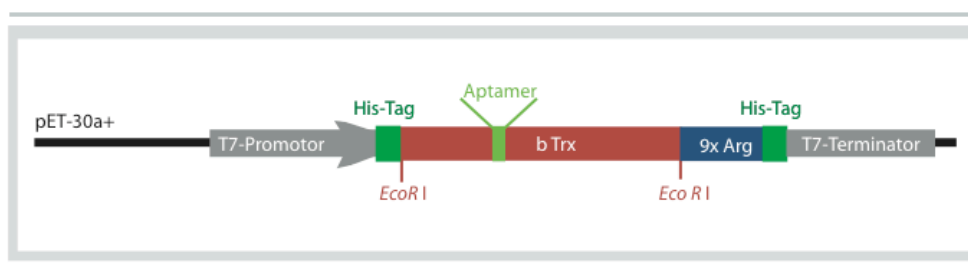 Aptamer
His-Tag
His-Tag
pET-30a+
T7-Promotor
b Trx
9x Arg
T7-Terminator
EcoR I
Eco R I